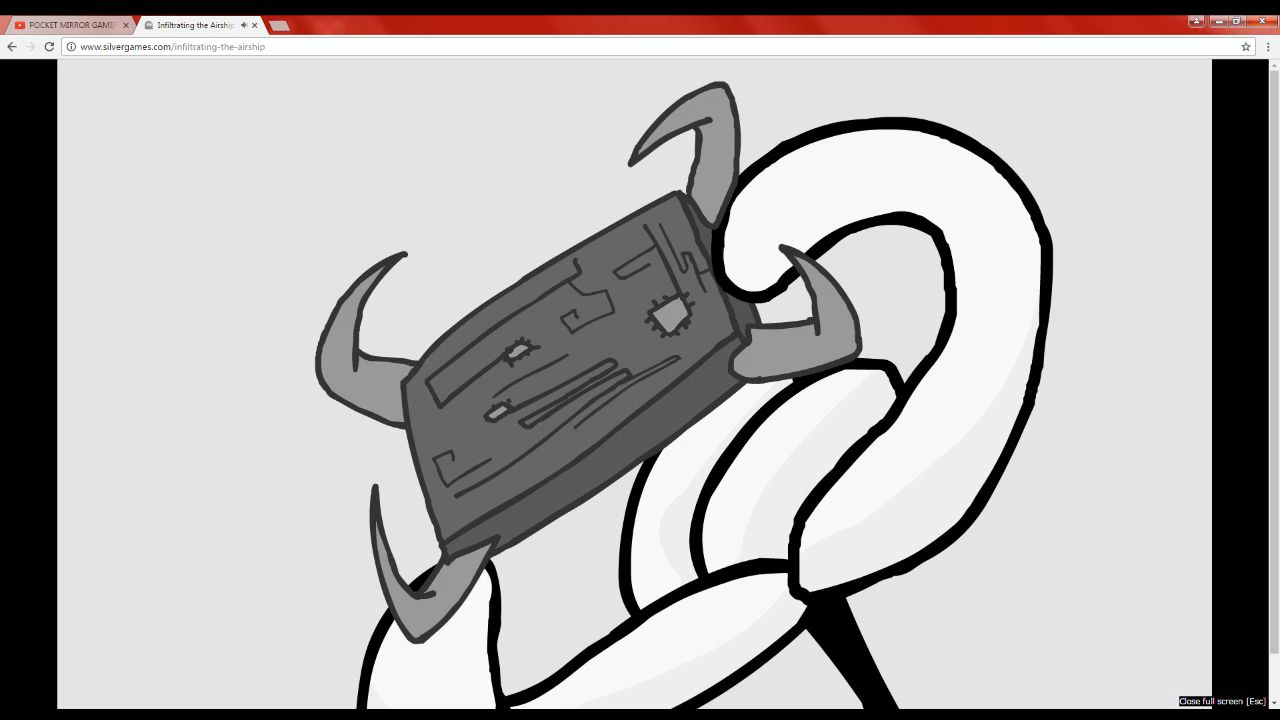 POCKET MIRROR GAME
Infiltrating the Airship
www.silvergames.com/infiltrating-the-airship
Close full screen [Esc]